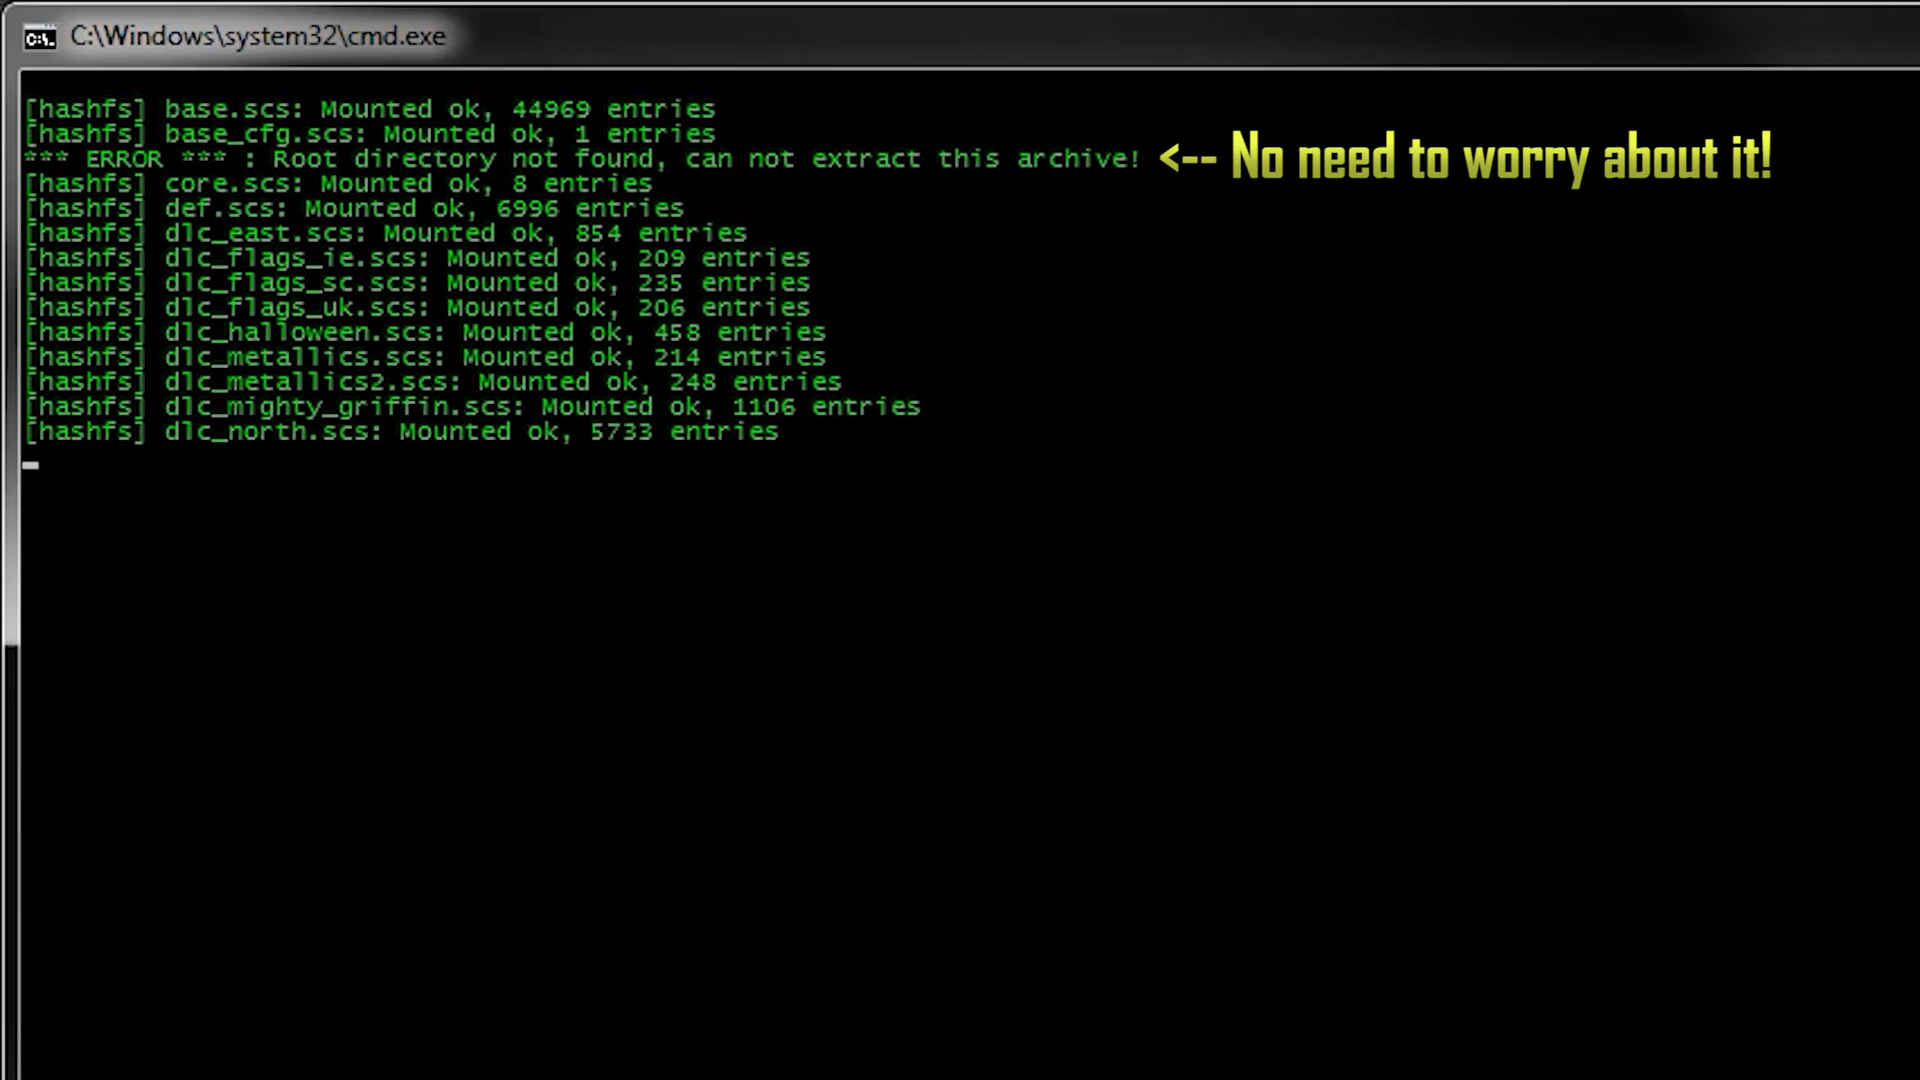 C:\Windows\system32\cmd.exe
[hashfs] base.scs: Mounted ok, 44969 entries
[hashfs] base_cfg.scs: Mounted ok, 1 entries
*** ERROR *** : Root directory not found, can not extract this archive! <-- No need to worry about it!
[hashfs] core.scs: Mounted ok, 8 entries
[hashfs] def.scs: Mounted ok, 6996 entries
[hashfs] dlc_east.scs: Mounted ok, 854 entries
[hashfs] dlc_flags_ie.scs: Mounted ok, 209 entries
[hashfs] dlc_flags_sc.scs: Mounted ok, 235 entries
[hashfs] dlc_flags_uk.scs: Mounted ok, 206 entries
[hashfs] dlc_halloween.scs: Mounted ok, 458 entries
[hashfs] dlc_metallics.scs: Mounted ok, 214 entries
[hashfs] dlc_metallics2.scs: Mounted ok, 248 entries
[hashfs] dlc_mighty_griffin.scs: Mounted ok, 1106 entries
[hashfs] dlc_north.scs: Mounted ok, 5733 entries